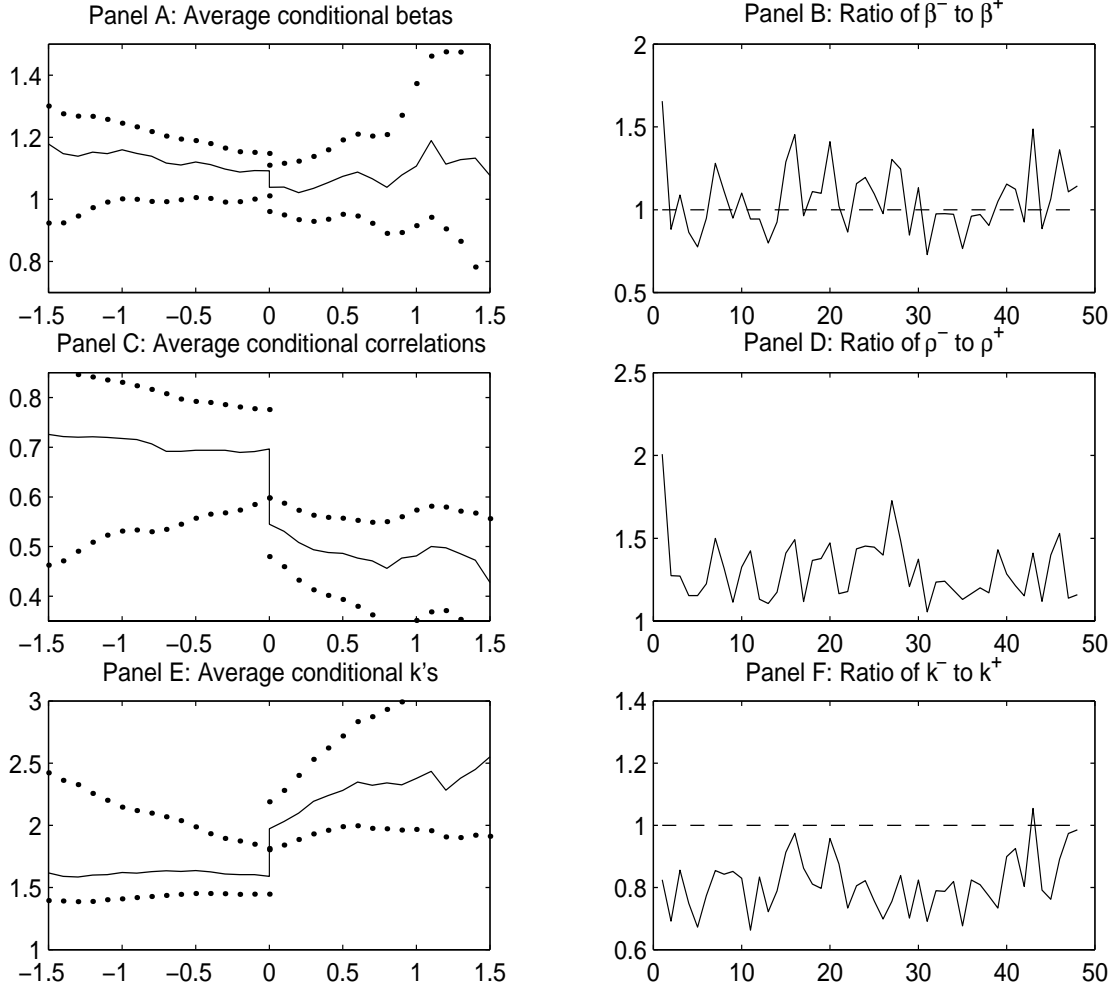 Panel A: Average conditional betas
1.4
1.2
1
0.8
−1.5 −1 −0.5 0 0.5 1 1.5
Panel B: Ratio of β− to β+
2
1.5
1
0.5
0 10 20 30 40 50
Panel C: Average conditional correlations
0.8
0.7
0.6
0.5
0.4
−1.5 −1 −0.5 0 0.5 1 1.5
Panel D: Ratio of ρ− to ρ+
2.5
2
1.5
1
0 10 20 30 40 50
Panel E: Average conditional k's
3
2.5
2
1.5
1
−1.5 −1 −0.5 0 0.5 1 1.5
Panel F: Ratio of k− to k+
1.4
1.2
1
0.8
0.6
0 10 20 30 40 50